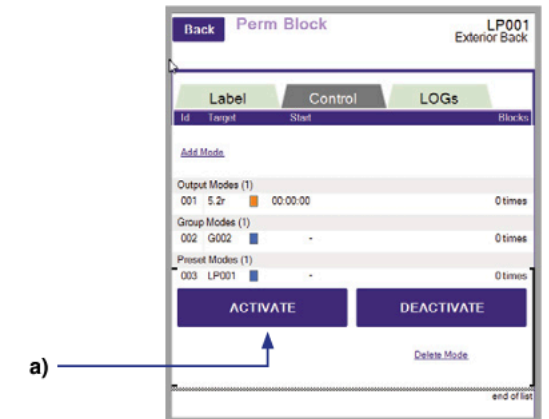 Back Perm Block LP001
Exterior Back
Label Control LOGs
Id Target Start Blocks
Add Mode
Output Modes (1)
001 5.2r 00:00:00 0 times
Group Modes (1)
002 G002 - 0 times
Preset Modes (1)
003 LP001 - 0 times
ACTIVATE DEACTIVATE
a)
Delete Mode
end of list